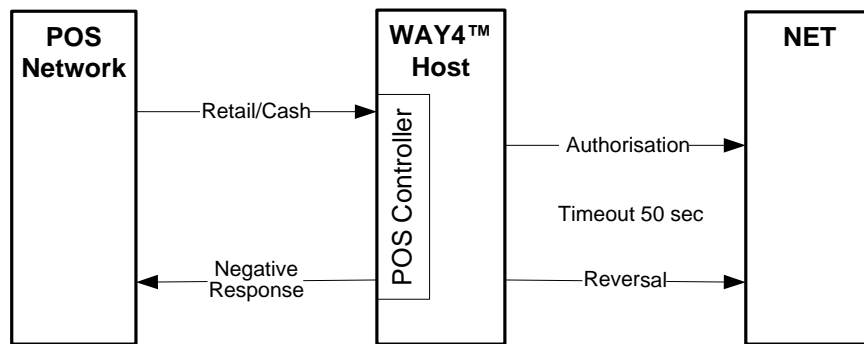 POS
Network
WAY4™
Host
NET
Retail/Cash
POS Controller
Authorisation
Timeout 50 sec
Negative
Response
Reversal